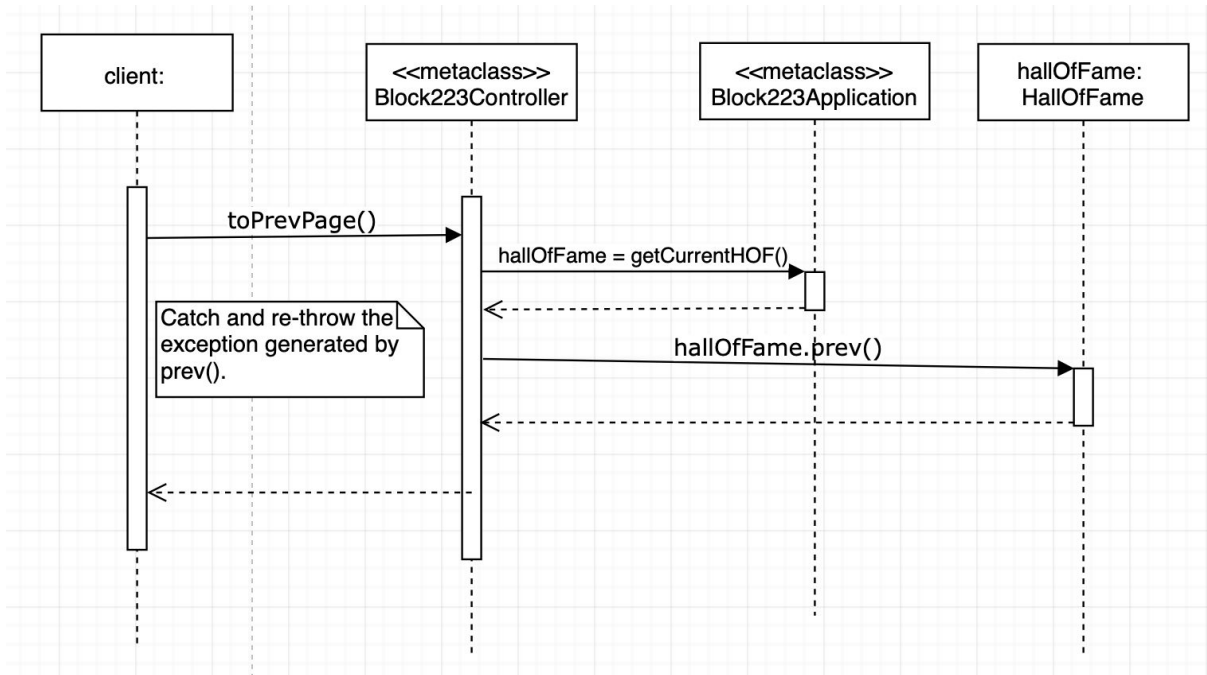 client:
<<metaclass>>
Block223Controller
<<metaclass>>
Block223Application
hallOfFame:
HallOfFame
toPrevPage()
hallOfFame = getCurrentHOF()
Catch and re-throw the
exception generated by
prev().
hallOfFame.prev()